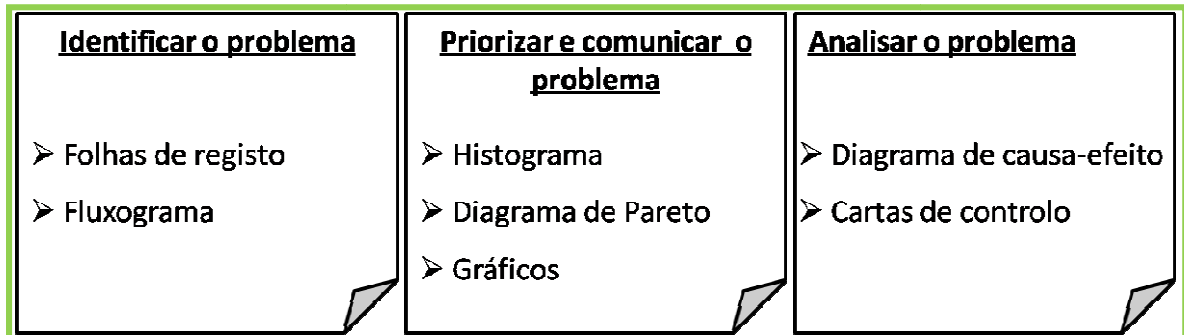 Identificar o problema
➢ Folhas de registo
➢ Fluxograma
Priorizar e comunicar o
problema
➢ Histograma
➢ Diagrama de Pareto
➢ Gráficos
Analisar o problema
➢ Diagrama de causa-efeito
➢ Cartas de controlo